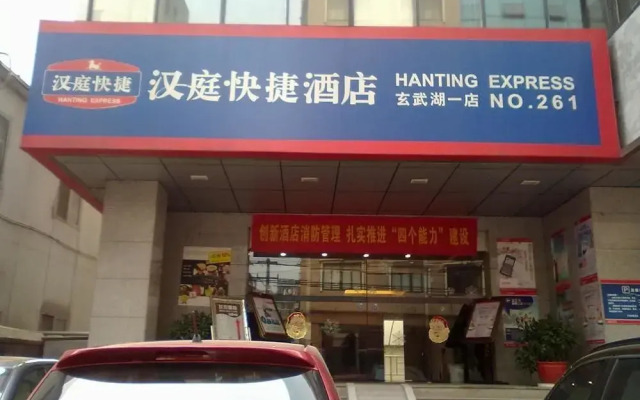 汉庭快捷
HANTING EXPRESS
汉庭快捷酒店
HANTING EXPRESS
玄武湖一店 NO.261
创新酒店消防管理 扎实推进“四个能力”建设